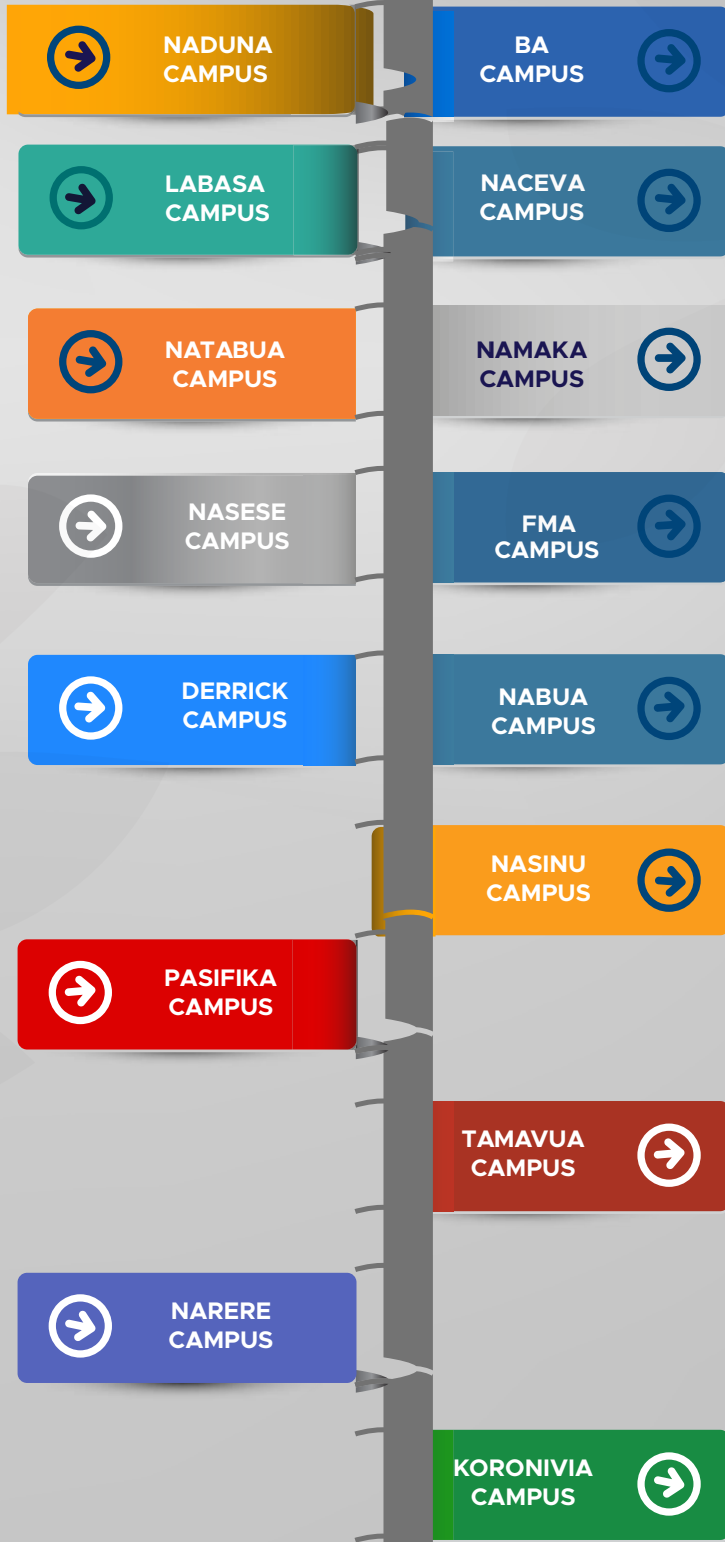 NADUNA
CAMPUS
BA
CAMPUS
LABASA
CAMPUS
NACEVA
CAMPUS
NATABUA
CAMPUS
NAMAKA
CAMPUS
NASESE
CAMPUS
FMA
CAMPUS
DERRICK
CAMPUS
NABUA
CAMPUS
NASINU
CAMPUS
PASIFIKA
CAMPUS
TAMAVUA
CAMPUS
NARERE
CAMPUS
KORONIVIA
CAMPUS